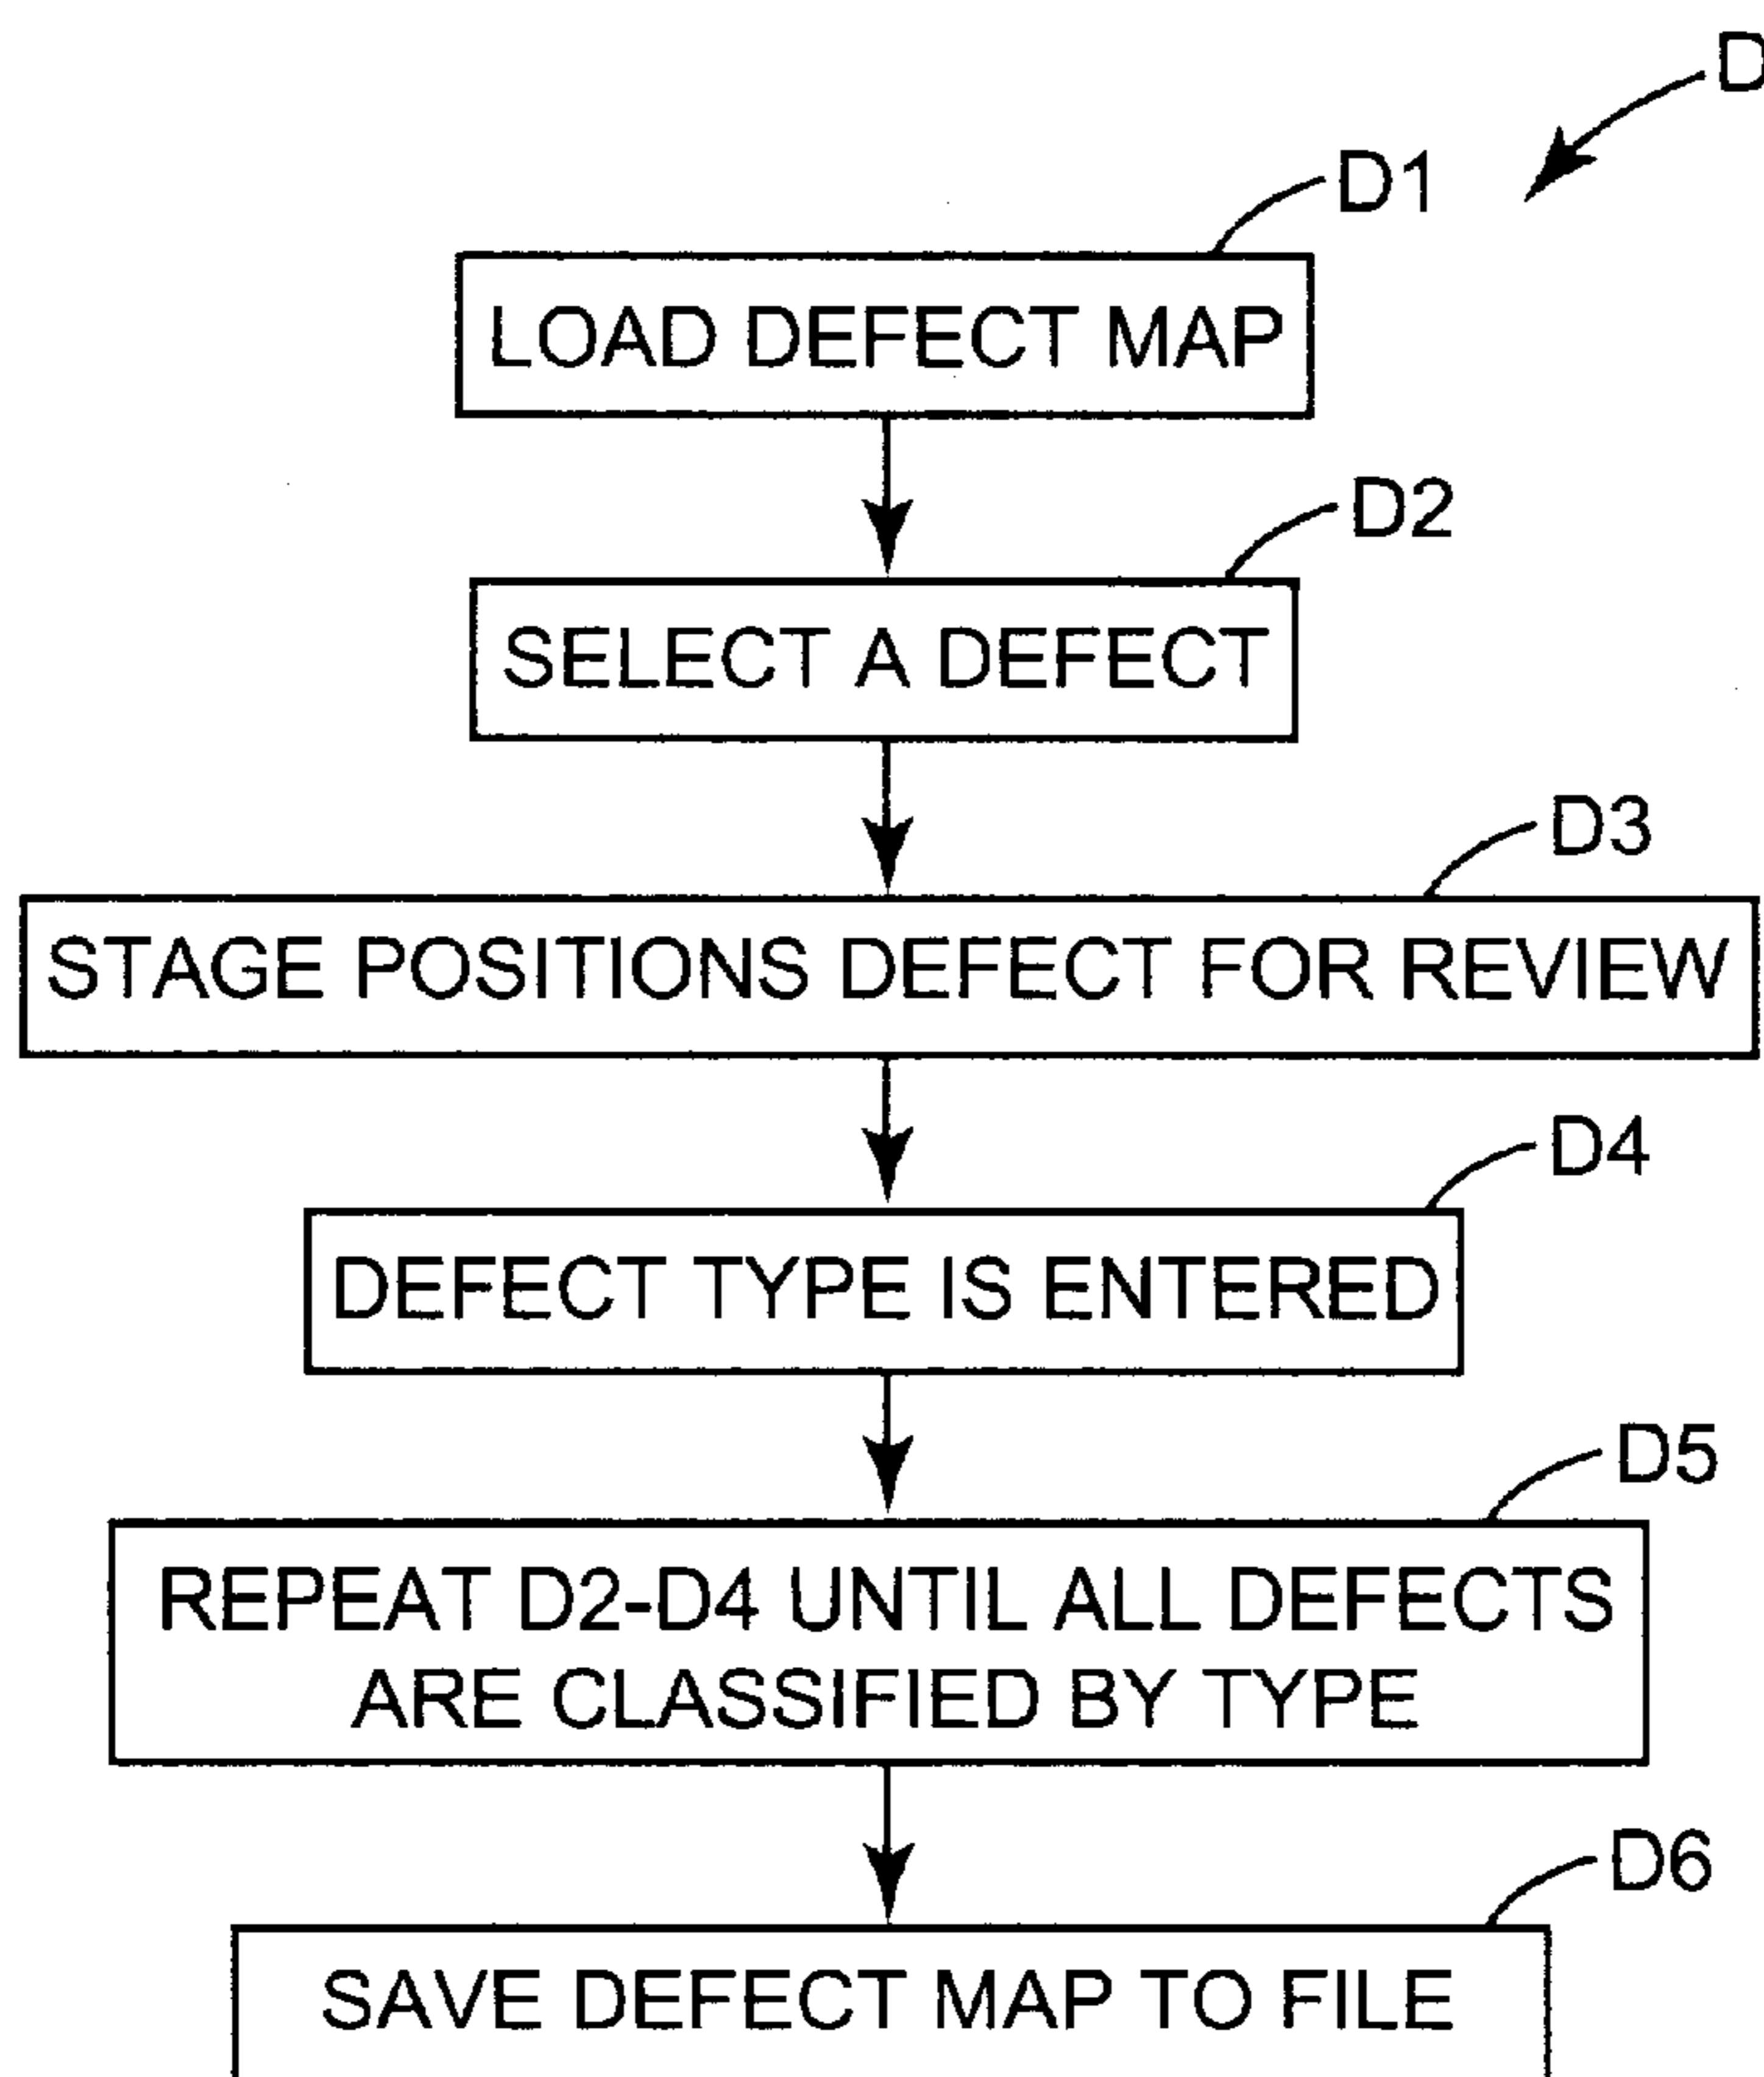 D
D1
LOAD DEFECT MAP
D2
SELECT A DEFECT
D3
STAGE POSITIONS DEFECT FOR REVIEW
D4
DEFECT TYPE IS ENTERED
D5
REPEAT D2-D4 UNTIL ALL DEFECTS
ARE CLASSIFIED BY TYPE
D6
SAVE DEFECT MAP TO FILE